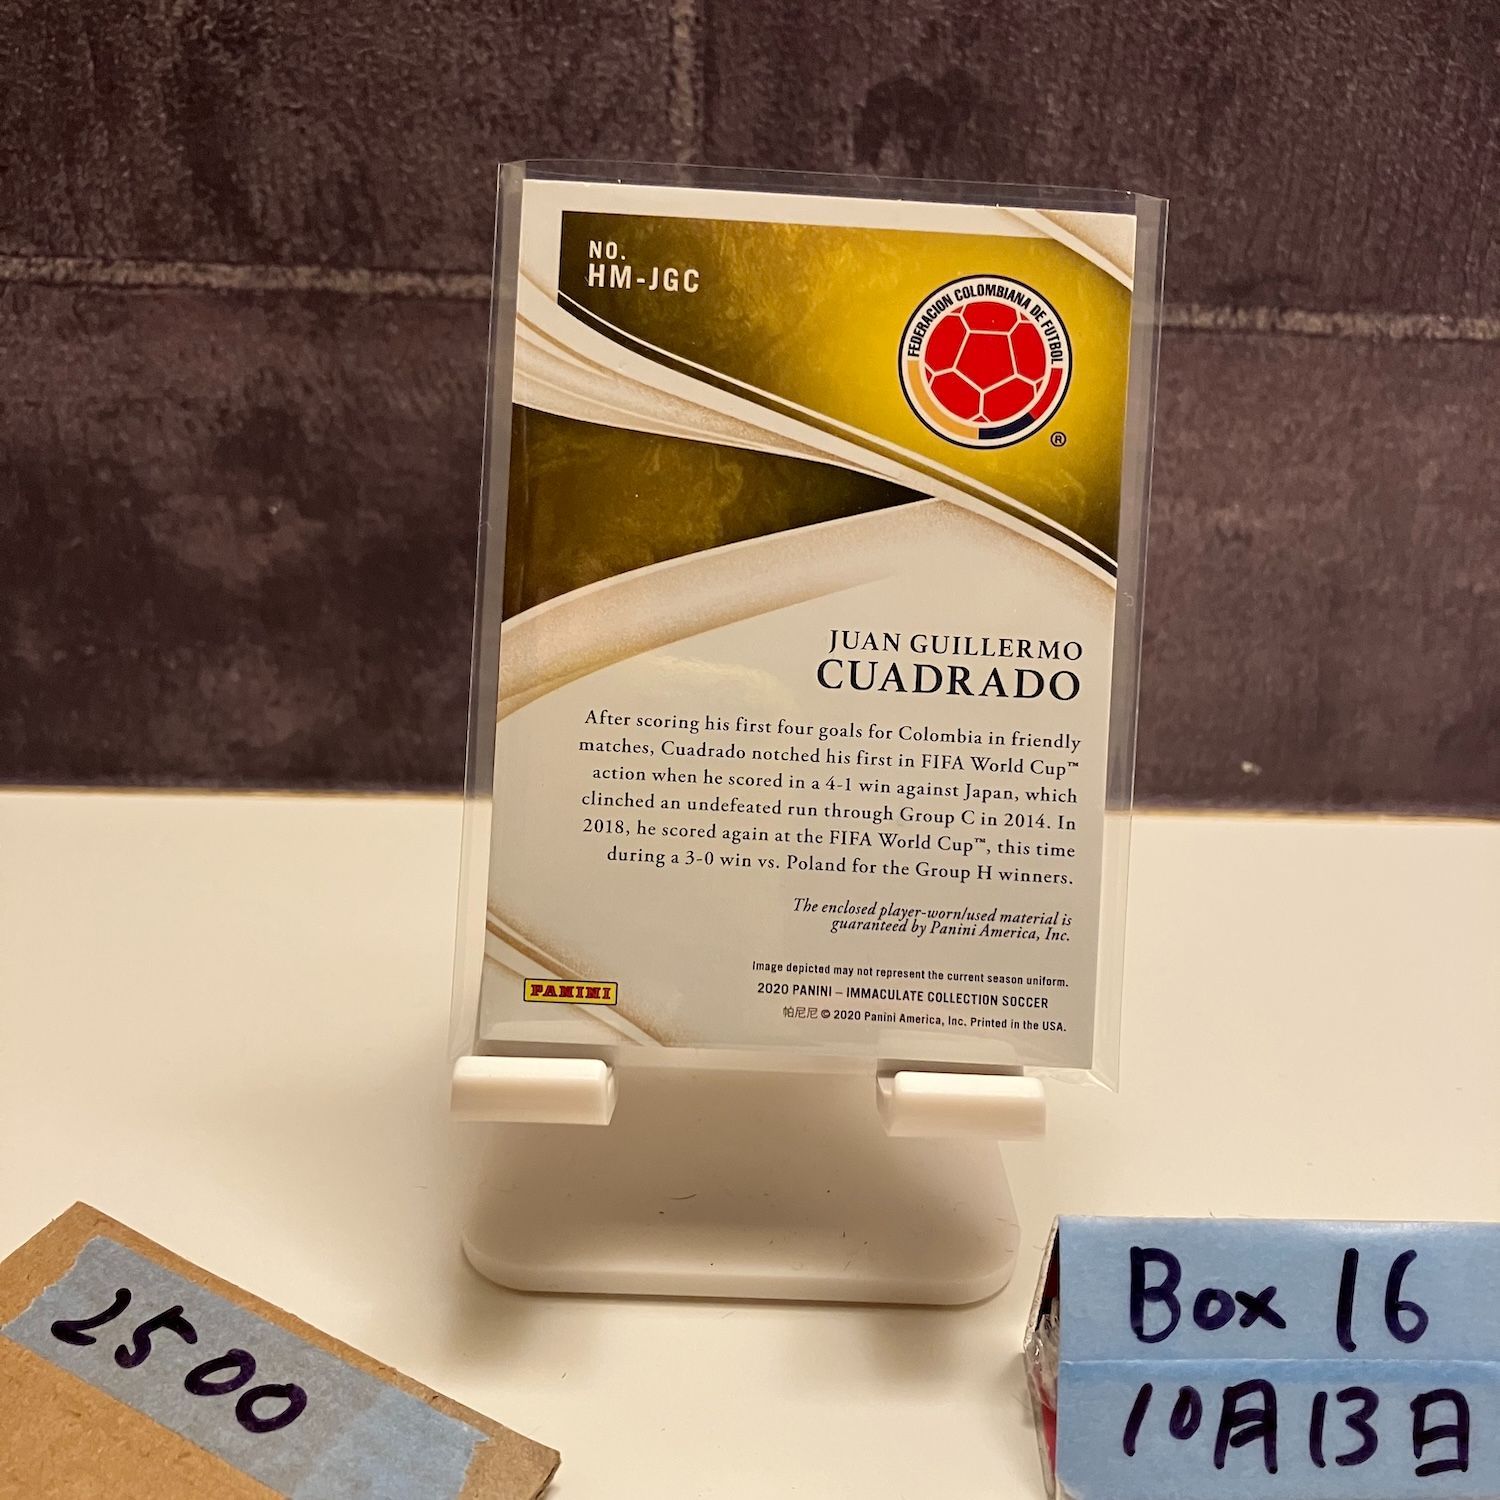 NO.
HM-JGC
FEDERACION COLOMBIANA DE FUTBOL
®
JUAN GUILLERMO
CUADRADO
After scoring his first four goals for Colombia in friendly
matches, Cuadrado notched his first in FIFA World Cup™
action when he scored in a 4-1 win against Japan, which
clinched an undefeated run through Group C in 2014. In
2018, he scored again at the FIFA World Cup™, this time
during a 3-0 win vs. Poland for the Group H winners.
The enclosed player-worn/used material is
guaranteed by Panini America, Inc.
Image depicted may not represent the current season uniform.
2020 PANINI – IMMACULATE COLLECTION SOCCER
帕尼尼 © 2020 Panini America, Inc. Printed in the USA.
PANINI
2500
Box 16
10月13日